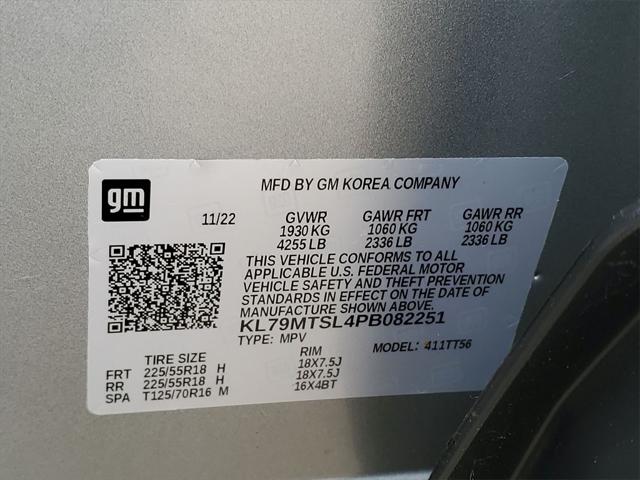 gm
MFD BY GM KOREA COMPANY
11/22 GVWR GAWR FRT GAWR RR
1930 KG 1060 KG 1060 KG
4255 LB 2336 LB 2336 LB
THIS VEHICLE CONFORMS TO ALL
APPLICABLE U.S. FEDERAL MOTOR
VEHICLE SAFETY AND THEFT PREVENTION
STANDARDS IN EFFECT ON THE DATE OF
MANUFACTURE SHOWN ABOVE.
KL79MTSL4PB082251
TYPE: MPV MODEL: 411TT56
TIRE SIZE RIM
FRT 225/55R18 H 18X7.5J
RR 225/55R18 H 18X7.5J
SPA T125/70R16 M 16X4BT